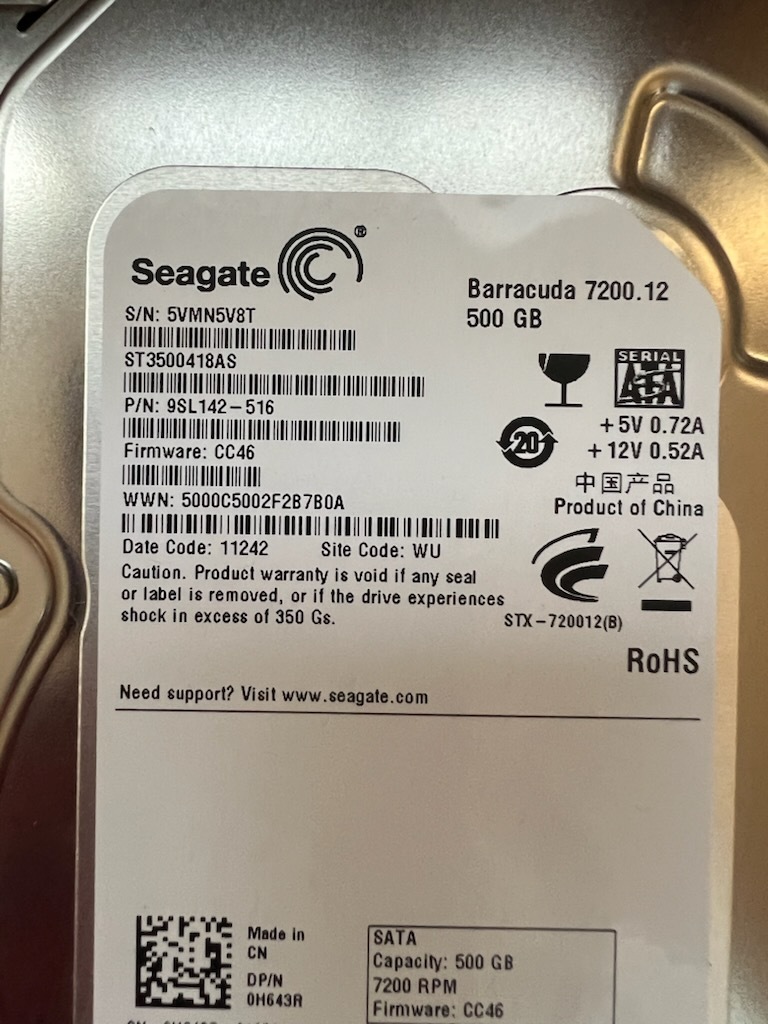 Seagate®
Barracuda 7200.12
500 GB
S/N: 5VMN5V8T
ST3500418AS
P/N: 9SL142-516
Firmware: CC46
WWN: 5000C5002F2B7B0A
Date Code: 11242 Site Code: WU
SERIAL
ATA
20
+5V 0.72A
+12V 0.52A
中国产品
Product of China
Caution. Product warranty is void if any seal
or label is removed, or if the drive experiences
shock in excess of 350 Gs.
STX-720012(B)
RoHS
Need support? Visit www.seagate.com
Made in
CN
DP/N
0H643R
SATA
Capacity: 500 GB
7200 RPM
Firmware: CC46